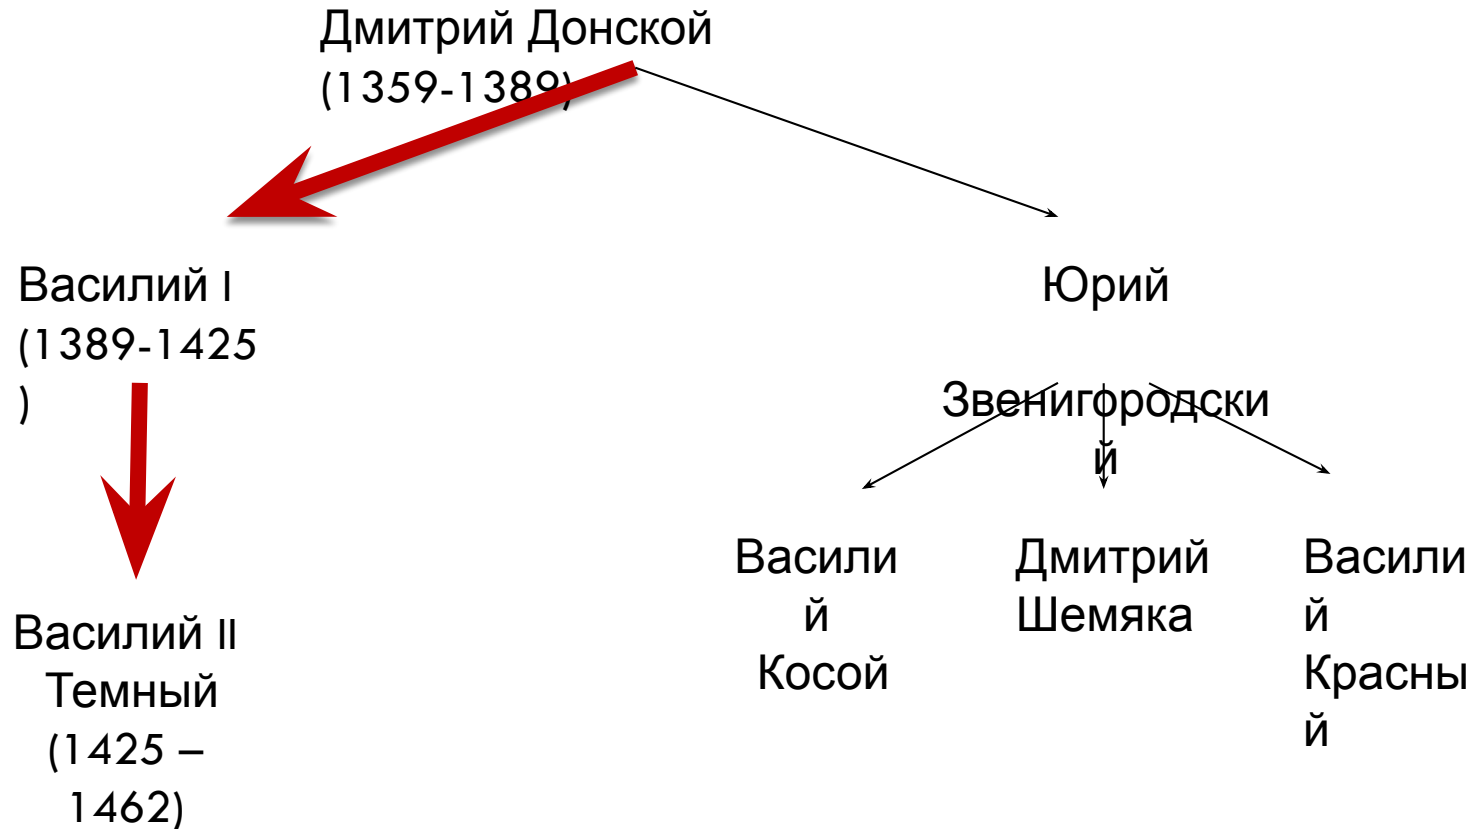 Дмитрий Донской
(1359-1389)
Василий I
(1389-1425
)
Юрий
Звенигородски
й
Василий II
Темный
(1425 –
1462)
Васили
й
Косой
Дмитрий
Шемяка
Васили
й
Красны
й